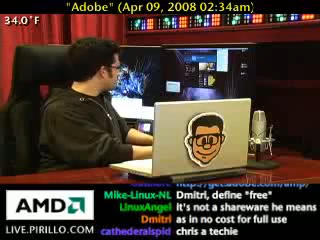 "Adobe" (Apr 09, 2008 02:34am)
34.0°F
http://get.adobe.com/amp/
Mike-Linux-NL Dmitri, define "free"
LinuxAngel it's not a shareware he means
Dmitri as in no cost for full use
cathederalspid chris a techie
AMD
LIVE.PIRILLO.COM